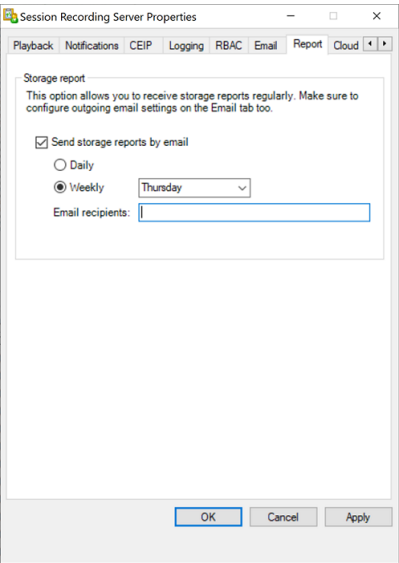 Session Recording Server Properties
Playback Notifications CEIP Logging RBAC Email Report Cloud
Storage report
This option allows you to receive storage reports regularly. Make sure to
configure outgoing email settings on the Email tab too.
Send storage reports by email
Daily
Weekly Thursday
Email recipients:
OK Cancel Apply